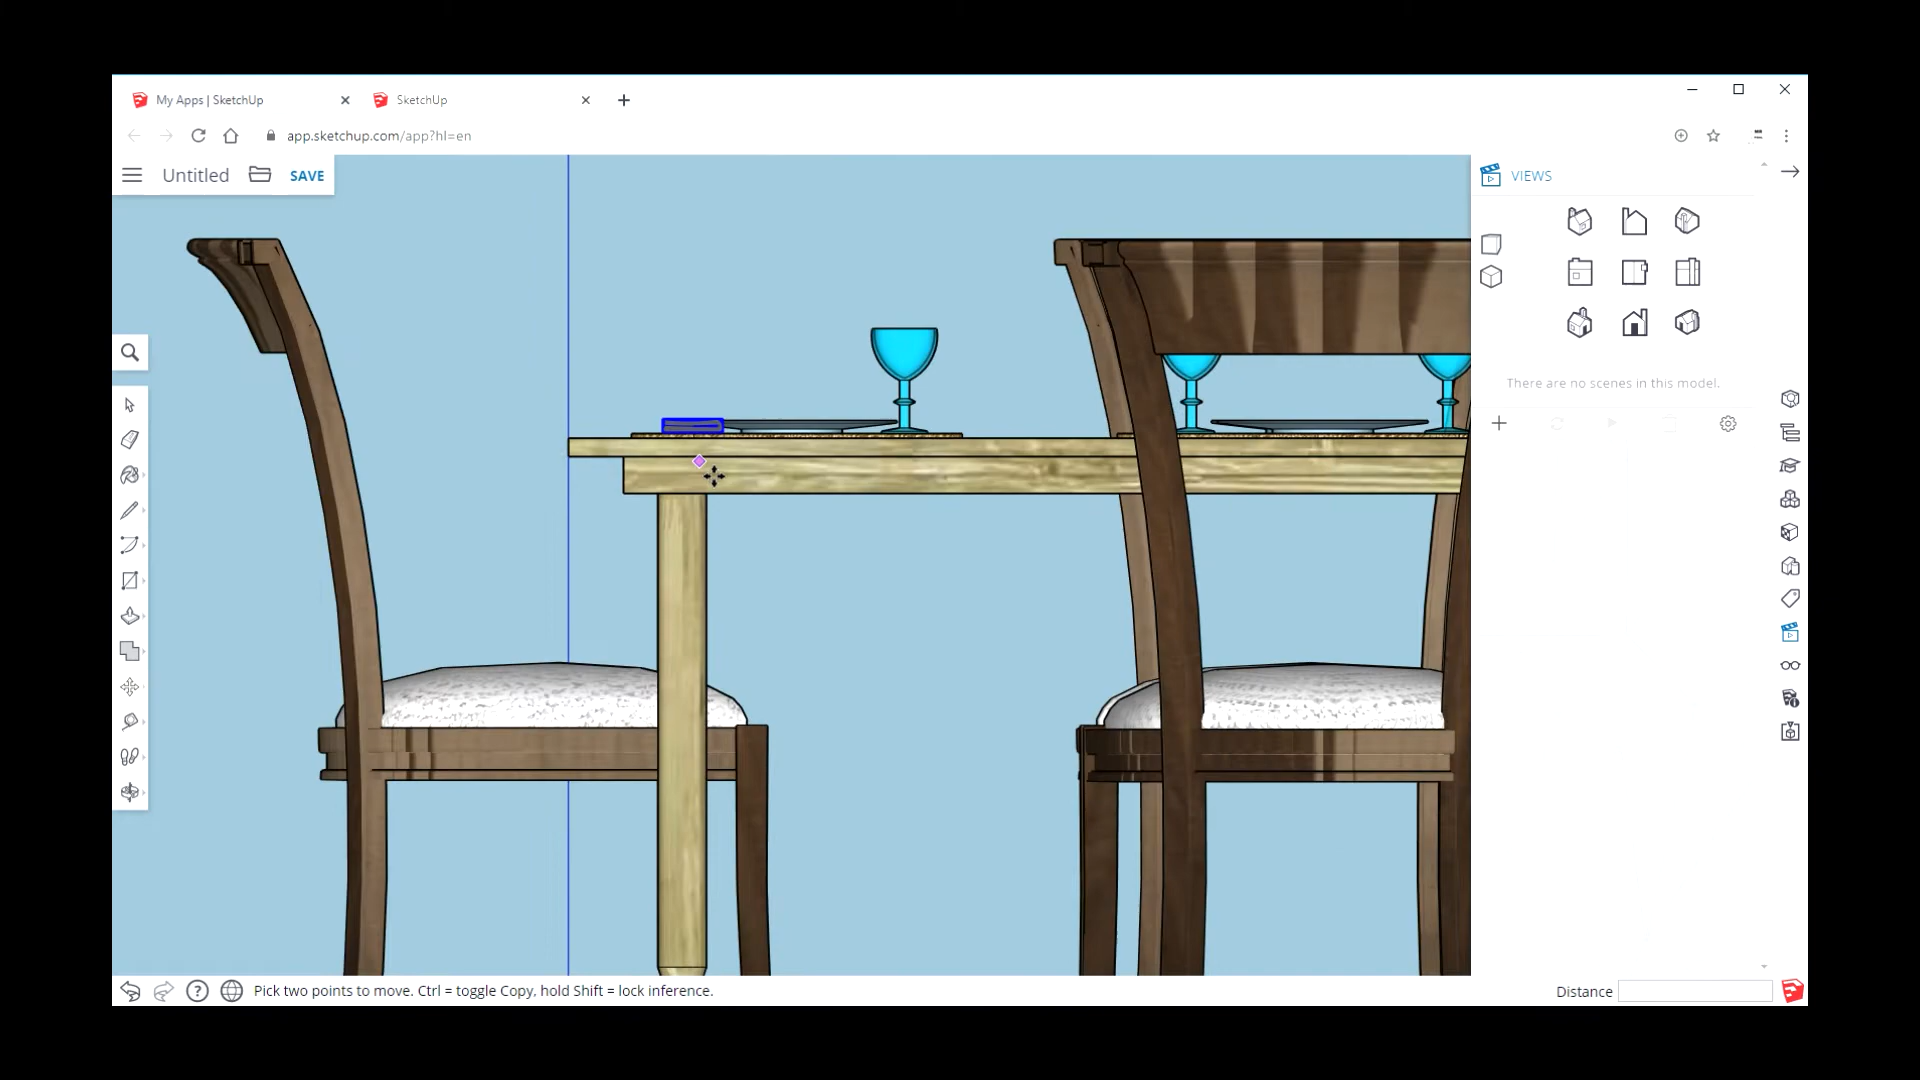 My Apps | SketchUp
SketchUp
app.sketchup.com/app?hl=en
Untitled
SAVE
VIEWS
There are no scenes in this model.
Pick two points to move. Ctrl = toggle Copy, hold Shift = lock inference.
Distance